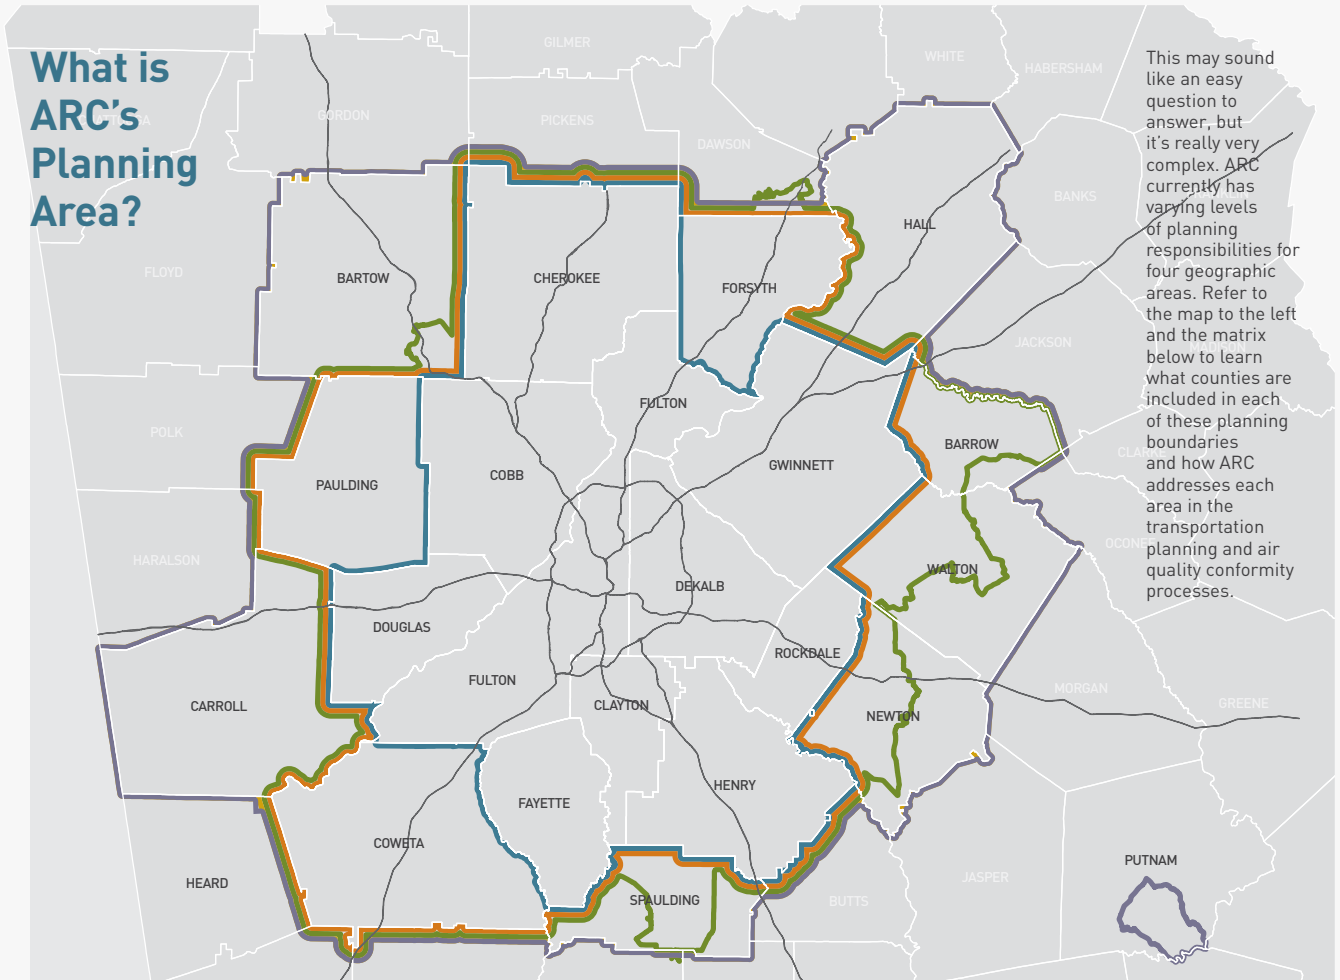 What is
ARC's
Planning
Area?
This may sound
like an easy
question to
answer, but
it's really very
complex. ARC
currently has
varying levels
of planning
responsibilities for
four geographic
areas. Refer to
the map to the left
and the matrix
below to learn
what counties are
included in each
of these planning
boundaries
and how ARC
addresses each
area in the
transportation
planning and air
quality conformity
processes.
GILMER
WHITE
HABERSHAM
GORDON
PICKENS
DAWSON
BANKS
HALL
FLOYD
BARTOW
CHEROKEE
FORSYTH
JACKSON
MADISON
FULTON
POLK
BARROW
CLARKE
PAULDING
COBB
GWINNETT
HARALSON
OCONEE
WALTON
DEKALB
DOUGLAS
ROCKDALE
FULTON
MORGAN
CARROLL
CLAYTON
NEWTON
GREENE
HENRY
FAYETTE
COWETA
PUTNAM
HEARD
JASPER
SPAULDING
BUTTS